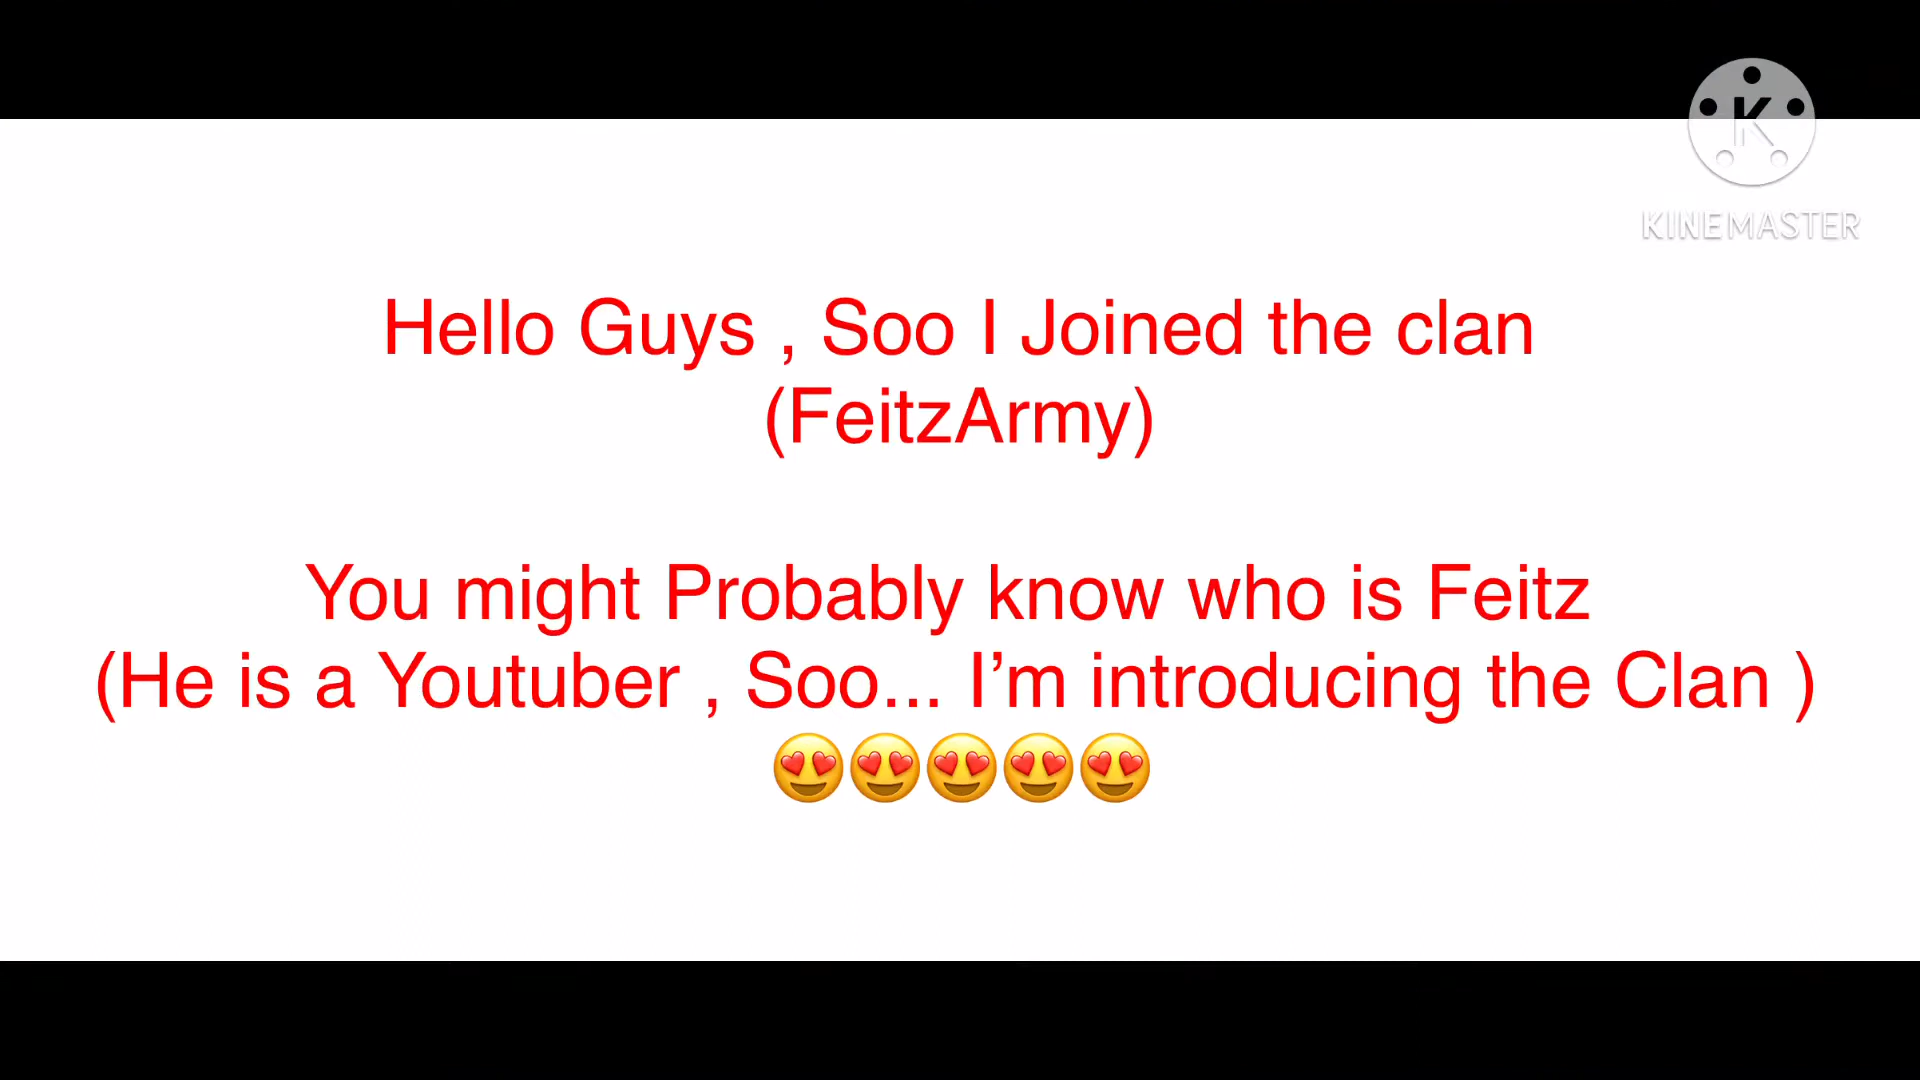 K
KINEMASTER
Hello Guys , Soo I Joined the clan
(FeitzArmy)
You might Probably know who is Feitz
(He is a Youtuber , Soo... I’m introducing the Clan )
😍😍😍😍😍